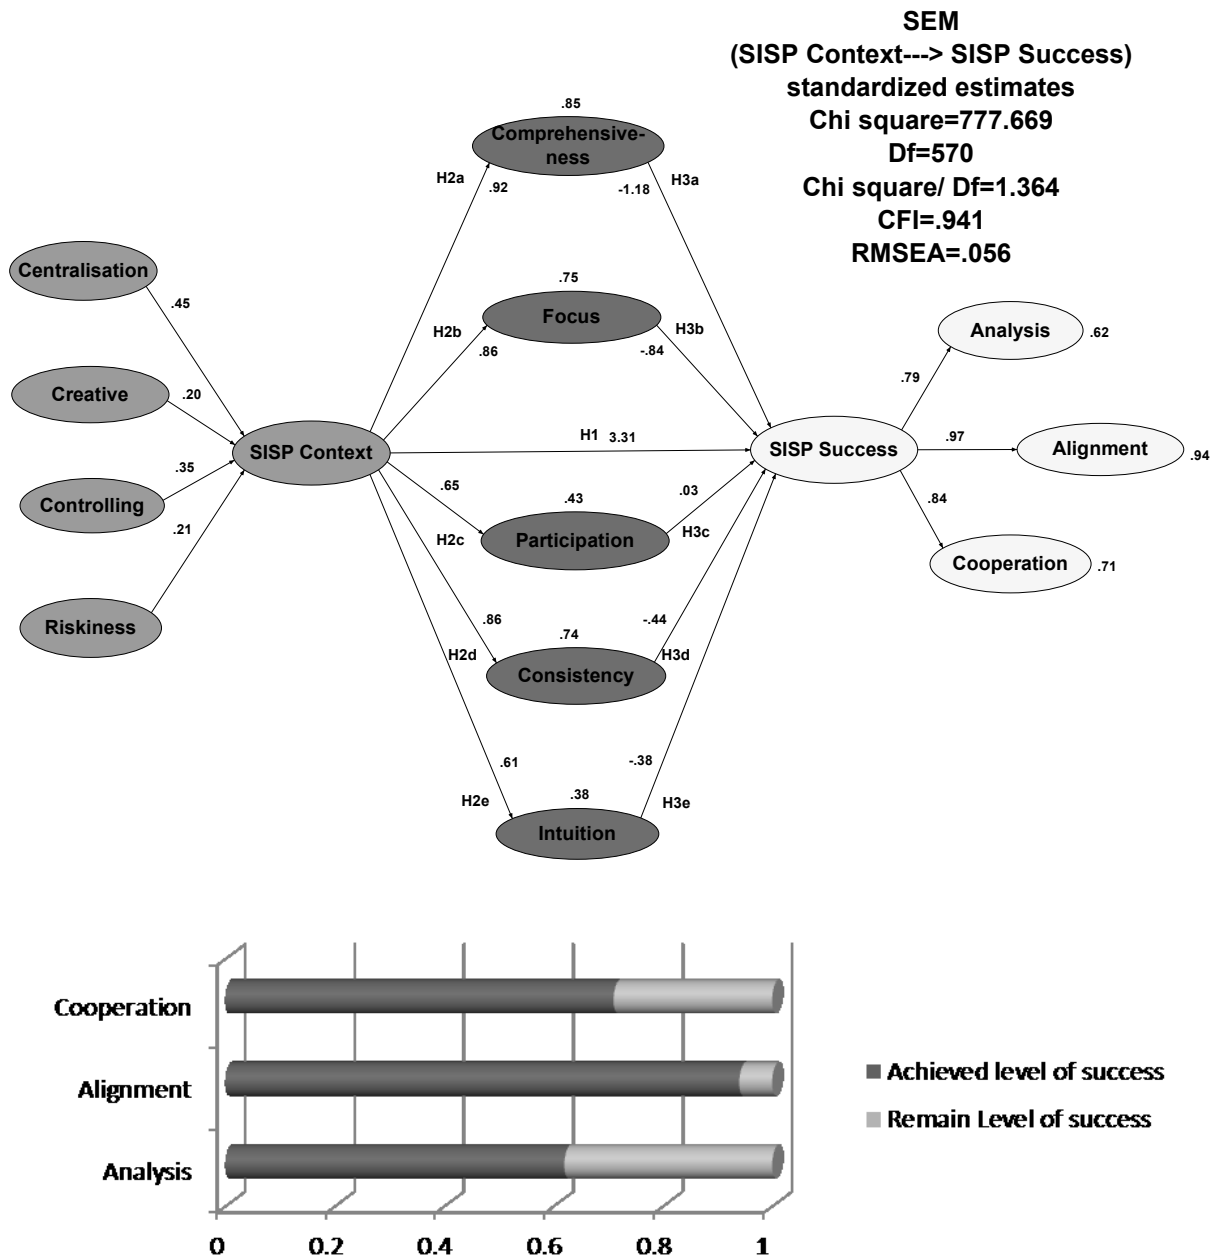 SEM
(SISP Context---> SISP Success)
standardized estimates
Chi square=777.669
Df=570
Chi square/ Df=1.364
CFI=.941
RMSEA=.056
.85
Comprehensive-
ness
H2a
.92
-1.18
H3a
Centralisation
.45
.75
Focus
H2b
.86
H3b
-.84
Analysis
.62
.79
Creative
.20
SISP Context
H1
3.31
SISP Success
.97
Alignment
.94
.35
Controlling
.21
.65
.43
.03
Participation
H2c
H3c
.84
Cooperation
.71
Riskiness
.86
.74
-.44
H2d
H3d
Consistency
.61
-.38
.38
H2e
H3e
Intuition
Cooperation
Alignment
Analysis
0
0.2
0.4
0.6
0.8
1
Achieved level of success
Remain Level of success